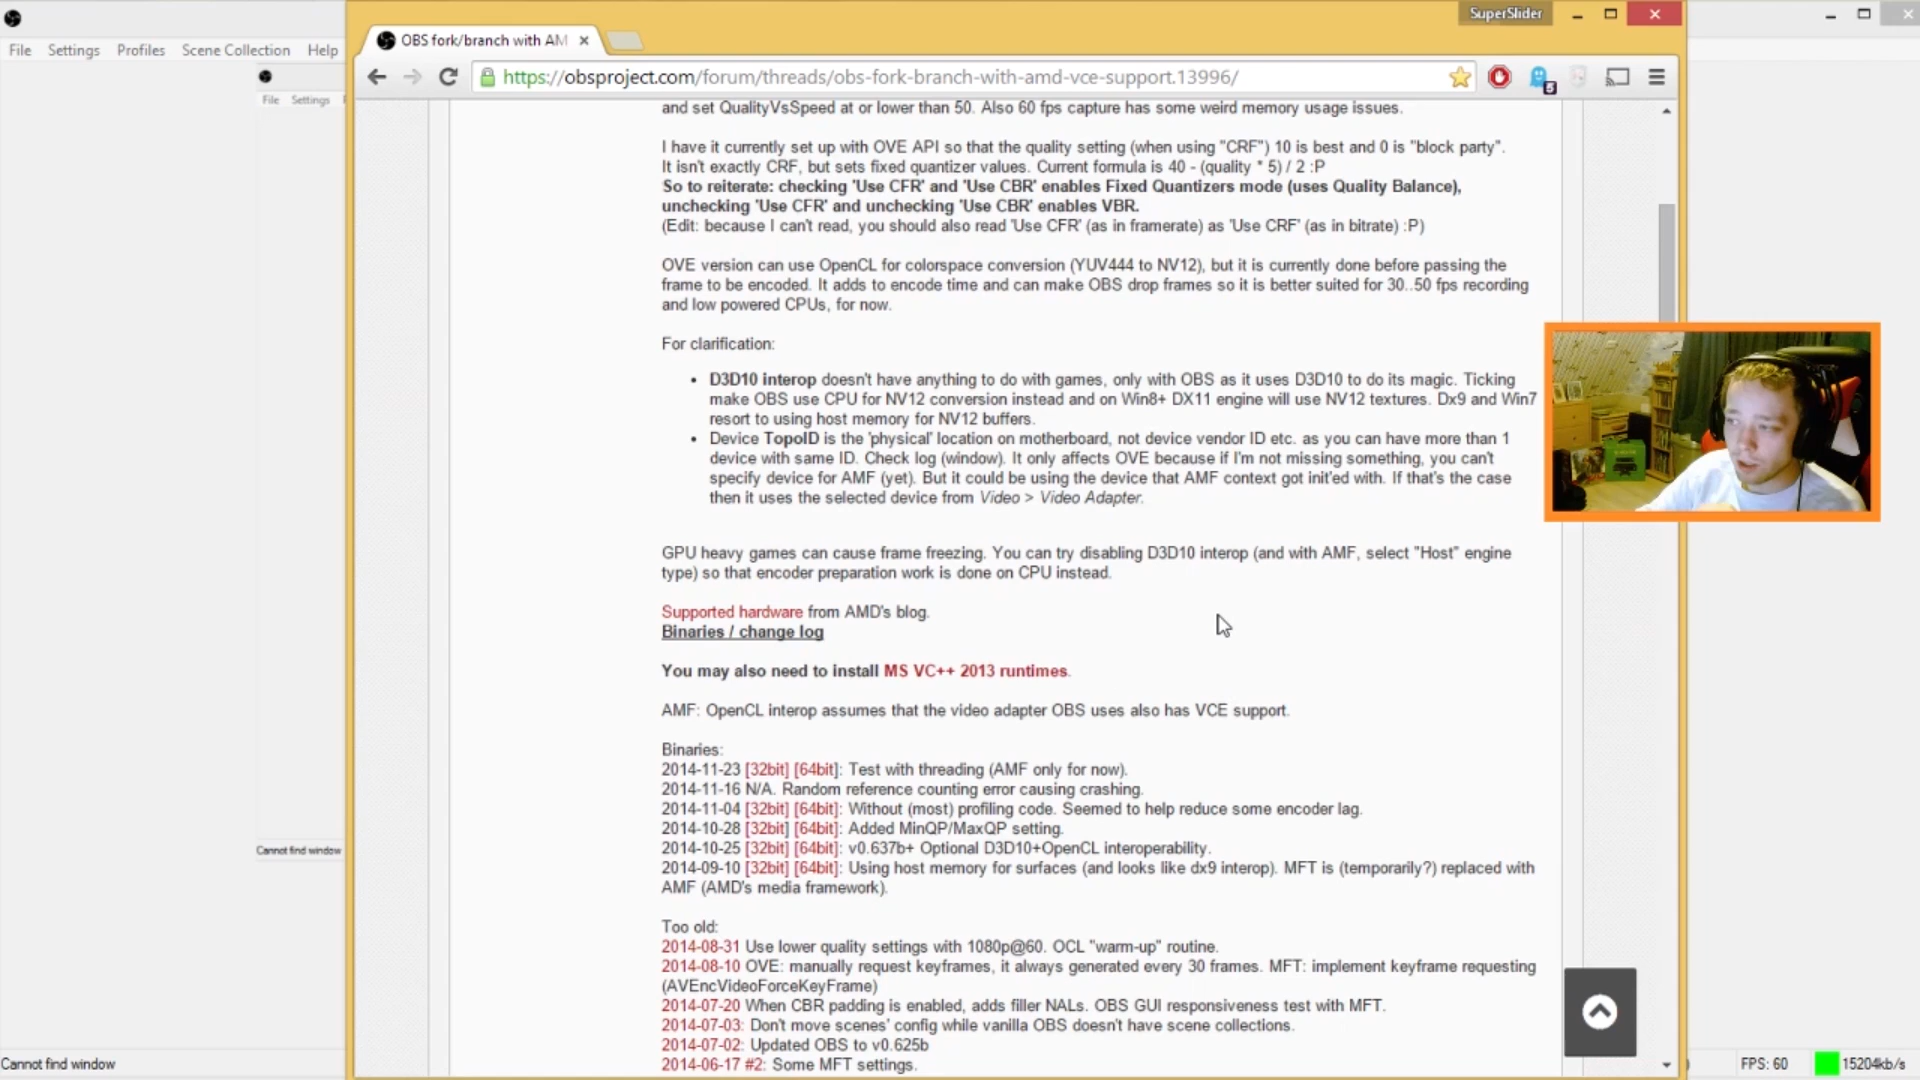 SuperSlider
OBS fork/branch with AM
File Settings Profiles Scene Collection Help
https://obsproject.com/forum/threads/obs-fork-branch-with-amd-vce-support.13996/
5
File Settings
and set QualityVsSpeed at or lower than 50. Also 60 fps capture has some weird memory usage issues.
I have it currently set up with OVE API so that the quality setting (when using "CRF") 10 is best and 0 is "block party".
It isn't exactly CRF, but sets fixed quantizer values. Current formula is 40 - (quality * 5) / 2 :P
So to reiterate: checking 'Use CFR' and 'Use CBR' enables Fixed Quantizers mode (uses Quality Balance),
unchecking 'Use CFR' and unchecking 'Use CBR' enables VBR.
(Edit: because I can't read, you should also read 'Use CFR' (as in framerate) as 'Use CRF' (as in bitrate) :P)
OVE version can use OpenCL for colorspace conversion (YUV444 to NV12), but it is currently done before passing the
frame to be encoded. It adds to encode time and can make OBS drop frames so it is better suited for 30..50 fps recording
and low powered CPUs, for now.
For clarification:
• D3D10 interop doesn't have anything to do with games, only with OBS as it uses D3D10 to do its magic. Ticking
make OBS use CPU for NV12 conversion instead and on Win8+ DX11 engine will use NV12 textures. Dx9 and Win7
resort to using host memory for NV12 buffers.
• Device TopoID is the 'physical' location on motherboard, not device vendor ID etc. as you can have more than 1
device with same ID. Check log (window). It only affects OVE because if I'm not missing something, you can't
specify device for AMF (yet). But it could be using the device that AMF context got init'ed with. If that's the case
then it uses the selected device from Video > Video Adapter.
GPU heavy games can cause frame freezing. You can try disabling D3D10 interop (and with AMF, select "Host" engine
type) so that encoder preparation work is done on CPU instead.
Supported hardware from AMD's blog.
Binaries / change log
You may also need to install MS VC++ 2013 runtimes.
AMF: OpenCL interop assumes that the video adapter OBS uses also has VCE support.
Binaries:
2014-11-23 [32bit] [64bit]: Test with threading (AMF only for now).
2014-11-16 N/A. Random reference counting error causing crashing.
2014-11-04 [32bit] [64bit]: Without (most) profiling code. Seemed to help reduce some encoder lag.
2014-10-28 [32bit] [64bit]: Added MinQP/MaxQP setting.
2014-10-25 [32bit] [64bit]: v0.637b+ Optional D3D10+OpenCL interoperability.
2014-09-10 [32bit] [64bit]: Using host memory for surfaces (and looks like dx9 interop). MFT is (temporarily?) replaced with
AMF (AMD's media framework).
Cannot find window
Too old:
2014-08-31 Use lower quality settings with 1080p@60. OCL "warm-up" routine.
2014-08-10 OVE: manually request keyframes, it always generated every 30 frames. MFT: implement keyframe requesting
(AVEncVideoForceKeyFrame)
2014-07-20 When CBR padding is enabled, adds filler NALs. OBS GUI responsiveness test with MFT.
2014-07-03: Don't move scenes' config while vanilla OBS doesn't have scene collections.
2014-07-02: Updated OBS to v0.625b
2014-06-17 #2: Some MFT settings.
Cannot find window
FPS: 60
15204kb/s